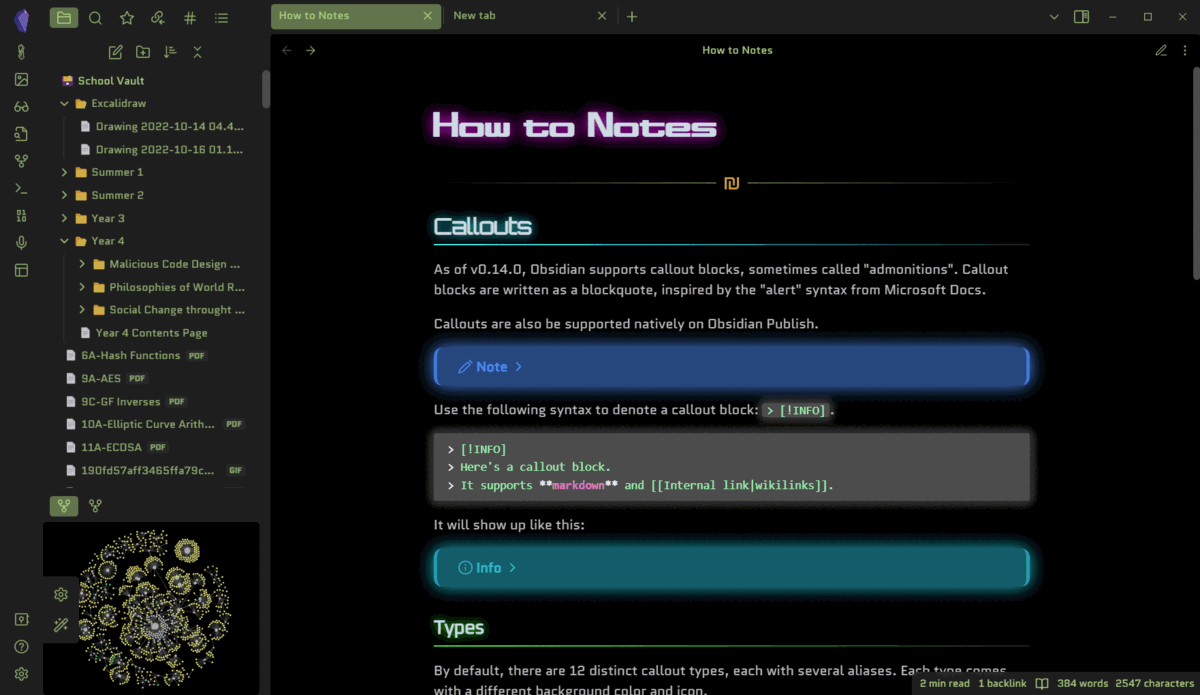 How to Notes
New tab
School Vault
Excalidraw
Drawing 2022-10-14 04.4...
Drawing 2022-10-16 01.1...
Summer 1
Summer 2
Year 3
Year 4
Malicious Code Design ...
Philosophies of World R...
Social Change throught ...
Year 4 Contents Page
6A-Hash Functions PDF
9A-AES PDF
9C-GF Inverses PDF
10A-Elliptic Curve Arith... PDF
11A-ECDSA PDF
190fd57aff3465ffa79c... GIF
How to Notes
How to Notes
₪
Callouts
As of v0.14.0, Obsidian supports callout blocks, sometimes called "admonitions". Callout
blocks are written as a blockquote, inspired by the "alert" syntax from Microsoft Docs.
Callouts are also be supported natively on Obsidian Publish.
Note
Use the following syntax to denote a callout block: > [!INFO].
> [!INFO]
> Here's a callout block.
> It supports **markdown** and [[Internal link|wikilinks]].
It will show up like this:
Info
Types
By default, there are 12 distinct callout types, each with several aliases. Each type comes
with a different background color and icon.
2 min read 1 backlink 384 words 2547 characters